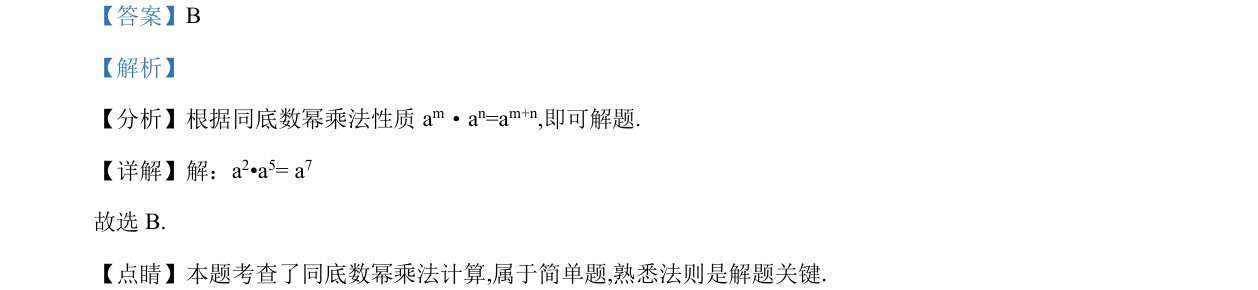 【答案】B
【解析】
【分析】根据同底数幂乘法性质 aᵐ·aⁿ=aᵐ⁺ⁿ,即可解题.
【详解】解：a²•a⁵= a⁷
故选 B.
【点睛】本题考查了同底数幂乘法计算,属于简单题,熟悉法则是解题关键.